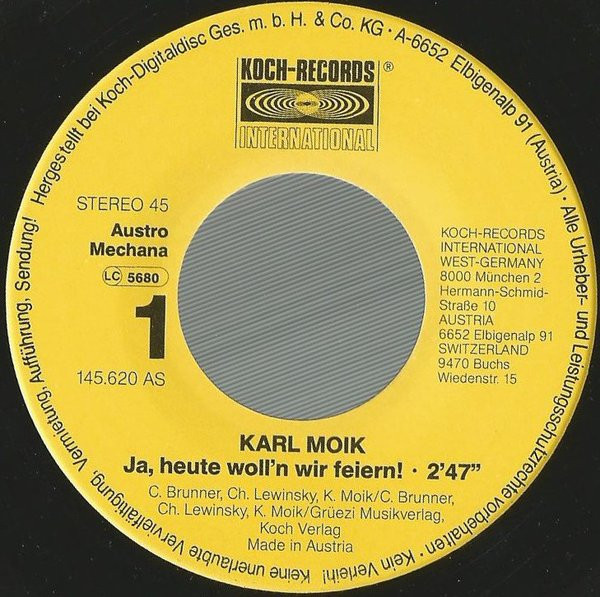 Hergestellt bei Koch-Digitaldisc Ges. m. b. H. & Co. KG · A-6652 Elbigenalp 91 (Austria) · Alle Urheber- und Leistungsschutzrechte vorbehalten · Kein Verleih! Keine unerlaubte Vervielfältigung, Vermietung, Aufführung, Sendung!
KOCH-RECORDS ®
INTERNATIONAL
STEREO 45
Austro
Mechana
LC 5680
1
145.620 AS
KOCH-RECORDS
INTERNATIONAL
WEST-GERMANY
8000 München 2
Hermann-Schmid-
Straße 10
AUSTRIA
6652 Elbigenalp 91
SWITZERLAND
9470 Buchs
Wiedenstr. 15
KARL MOIK
Ja, heute woll'n wir feiern! · 2'47"
C. Brunner, Ch. Lewinsky, K. Moik/C. Brunner,
Ch. Lewinsky, K. Moik/Grüezi Musikverlag,
Koch Verlag
Made in Austria